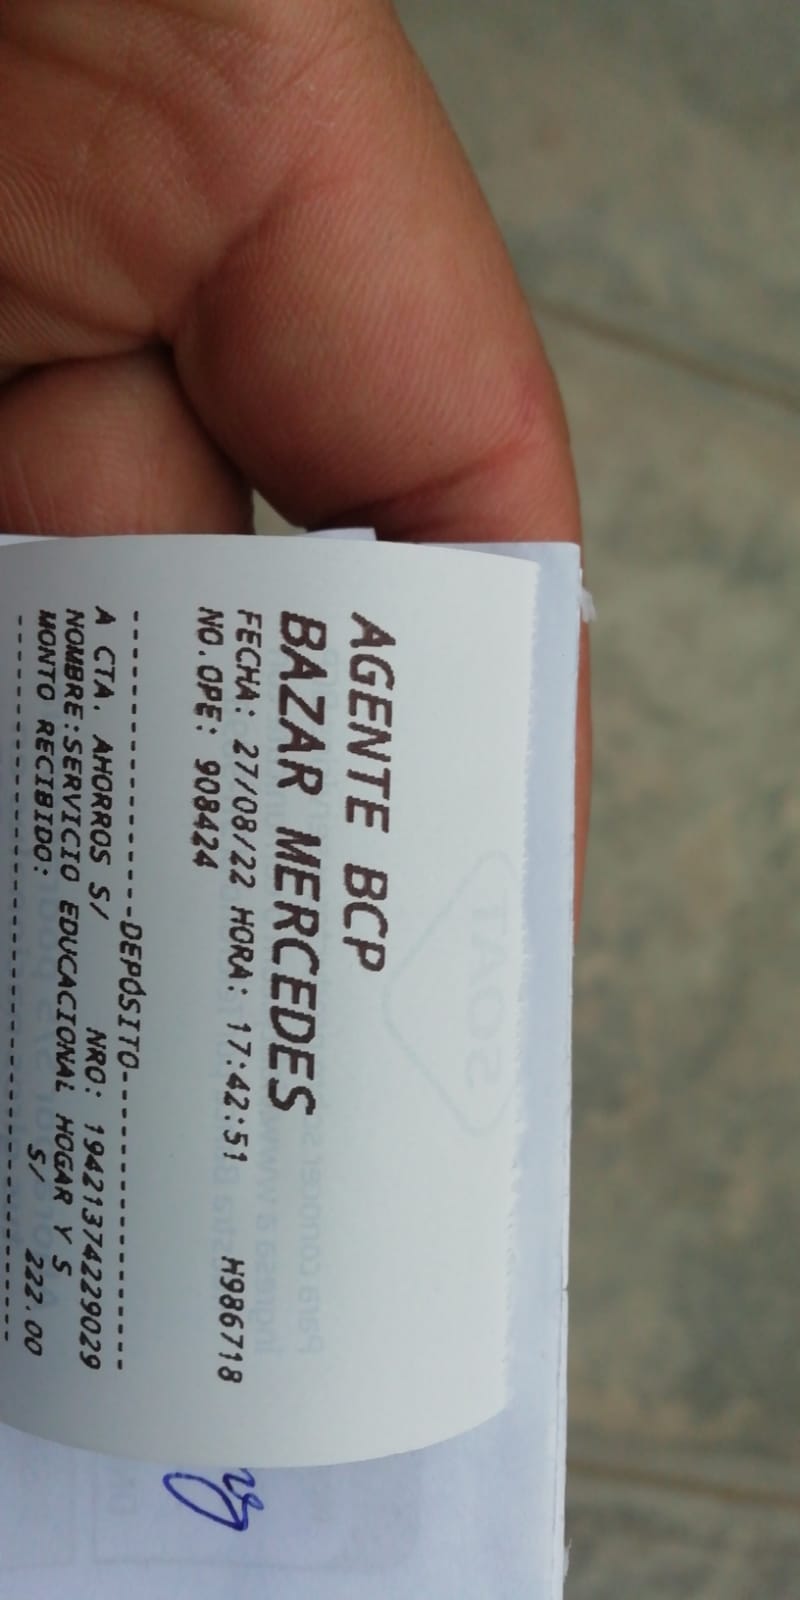 AGENTE BCP
BAZAR MERCEDES
FECHA: 27/08/22 HORA: 17:42:51 H986718
NO. OPE: 908424
-----------------DEPÓSITO-----------------
A CTA. AHORROS S/ NRO: 19421374229029
NOMBRE:SERVICIO EDUCACIONAL HOGAR Y S
MONTO RECIBIDO: S/ 222.00